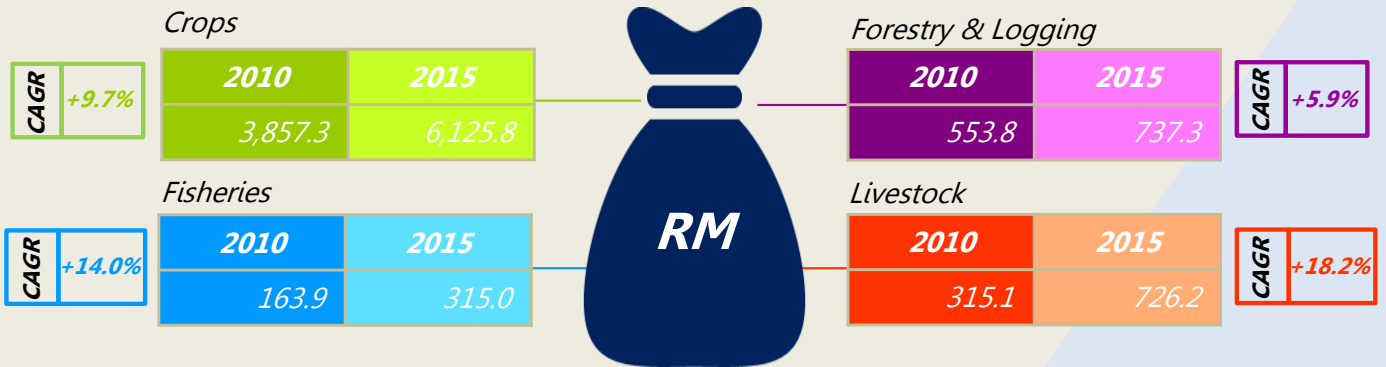 Crops
2010 2015
3,857.3 6,125.8
CAGR +9.7%
Forestry & Logging
2010 2015
553.8 737.3
CAGR +5.9%
Fisheries
2010 2015
163.9 315.0
CAGR +14.0%
RM
Livestock
2010 2015
315.1 726.2
CAGR +18.2%